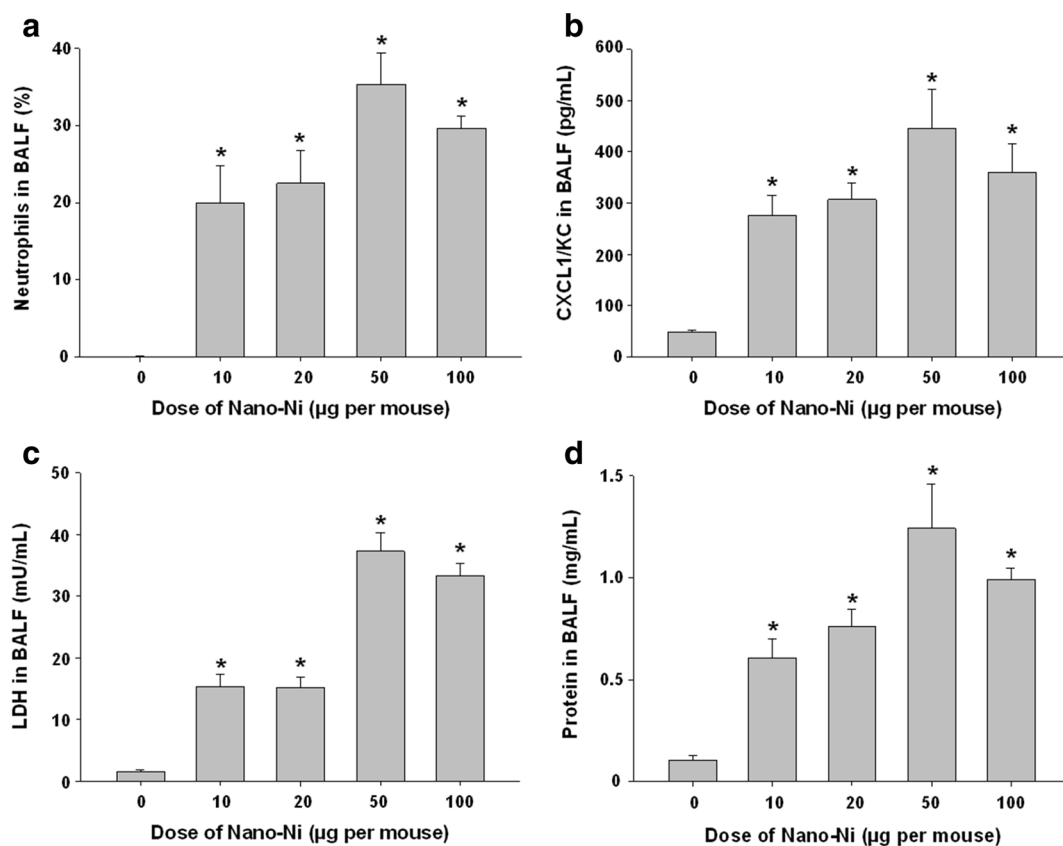 a
Neutrophils in BALF (%)
40
30
20
10
0
* * * *
0 10 20 50 100
Dose of Nano-Ni (µg per mouse)
b
CXCL1/KC in BALF (pg/mL)
600
500
400
300
200
100
0
* * * *
0 10 20 50 100
Dose of Nano-Ni (µg per mouse)
c
LDH in BALF (mU/mL)
50
40
30
20
10
0
* * * *
0 10 20 50 100
Dose of Nano-Ni (µg per mouse)
d
Protein in BALF (mg/mL)
1.5
1.0
0.5
0
* * * *
0 10 20 50 100
Dose of Nano-Ni (µg per mouse)